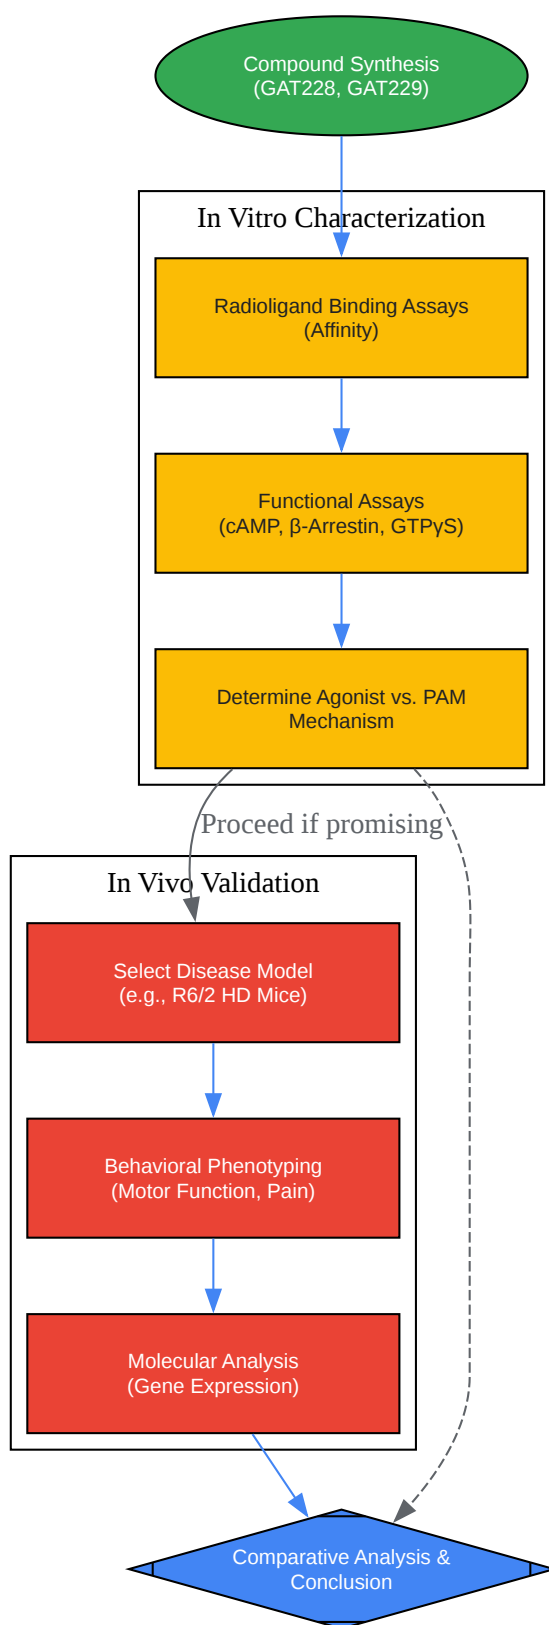 Compound Synthesis
(GAT228, GAT229)
In Vitro Characterization
Radioligand Binding Assays
(Affinity)
Functional Assays
(cAMP, β-Arrestin, GTPγS)
Determine Agonist vs. PAM
Mechanism
Proceed if promising
In Vivo Validation
Select Disease Model
(e.g., R6/2 HD Mice)
Behavioral Phenotyping
(Motor Function, Pain)
Molecular Analysis
(Gene Expression)
Comparative Analysis &
Conclusion